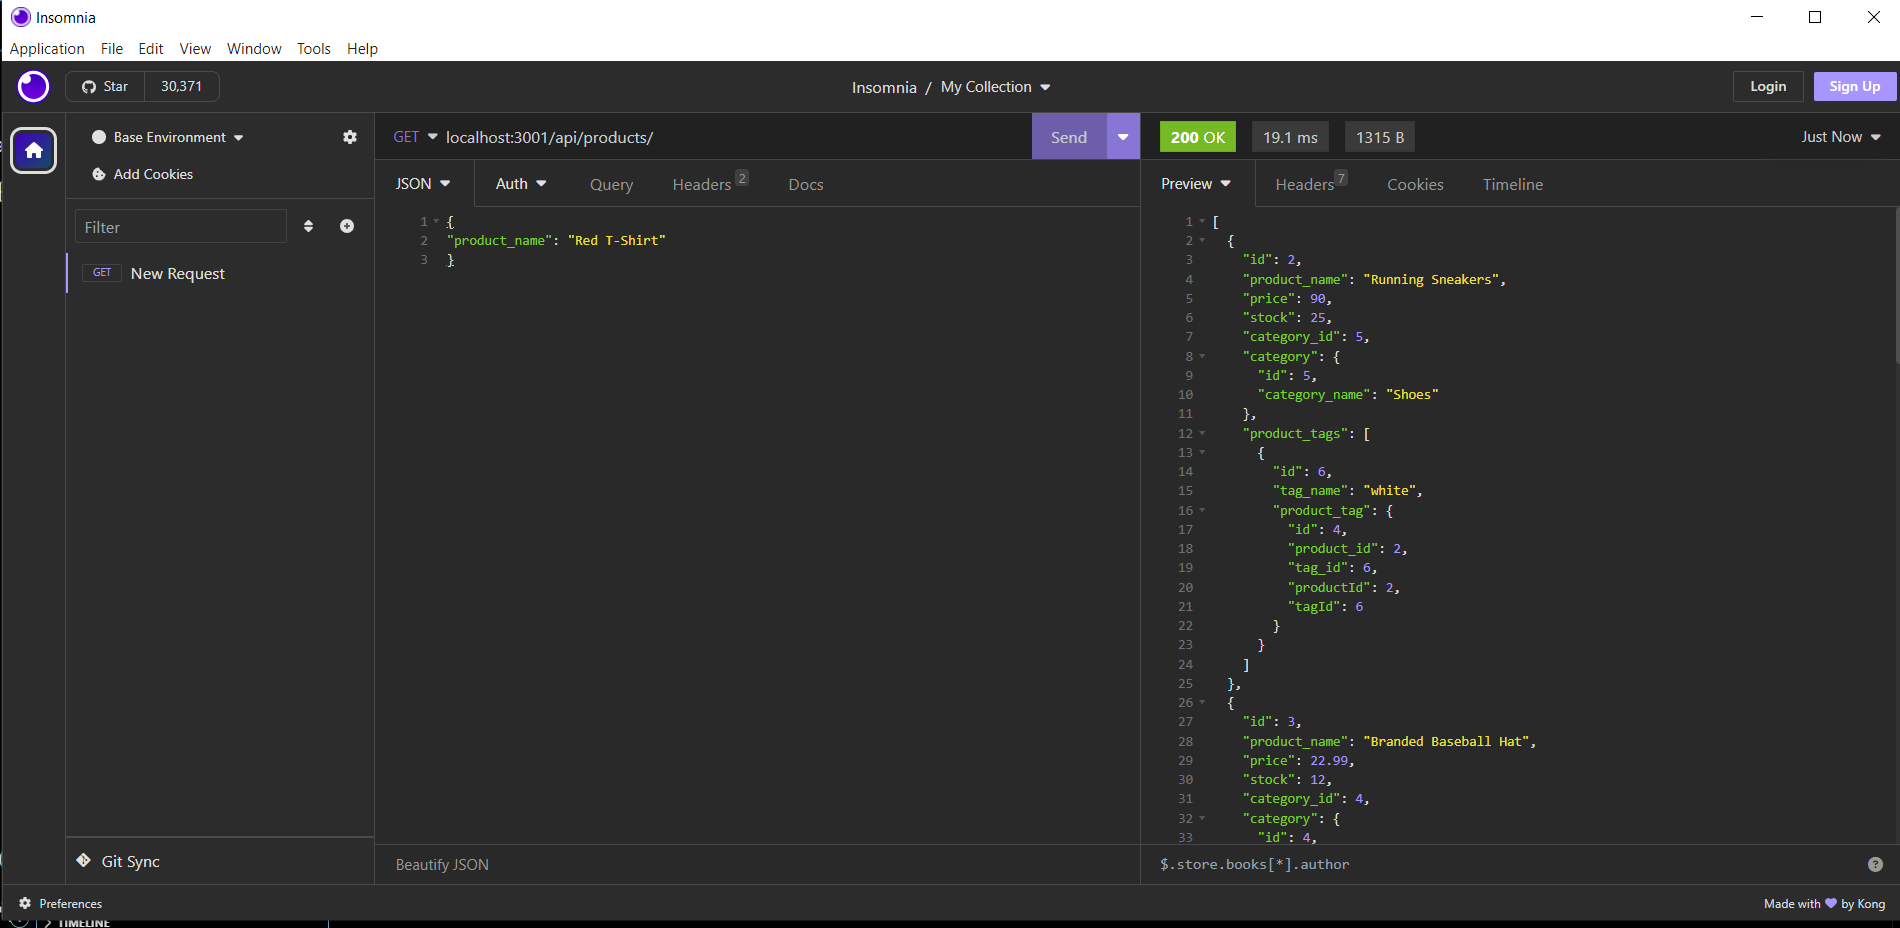 Insomnia
Application File Edit View Window Tools Help
Star 30,371
Insomnia / My Collection
Login Sign Up
Base Environment
Add Cookies
Filter
GET New Request
Git Sync
GET localhost:3001/api/products/ Send
JSON Auth Query Headers 2 Docs
1 {
2 "product_name": "Red T-Shirt"
3 }
Beautify JSON
200 OK 19.1 ms 1315 B Just Now
Preview Headers 7 Cookies Timeline
1 [
2 {
3 "id": 2,
4 "product_name": "Running Sneakers",
5 "price": 90,
6 "stock": 25,
7 "category_id": 5,
8 "category": {
9 "id": 5,
10 "category_name": "Shoes"
11 },
12 "product_tags": [
13 {
14 "id": 6,
15 "tag_name": "white",
16 "product_tag": {
17 "id": 4,
18 "product_id": 2,
19 "tag_id": 6,
20 "productId": 2,
21 "tagId": 6
22 }
23 }
24 ]
25 },
26 {
27 "id": 3,
28 "product_name": "Branded Baseball Hat",
29 "price": 22.99,
30 "stock": 12,
31 "category_id": 4,
32 "category": {
33 "id": 4,
$.store.books[*].author
Preferences
Made with 💜 by Kong
TIMELINE